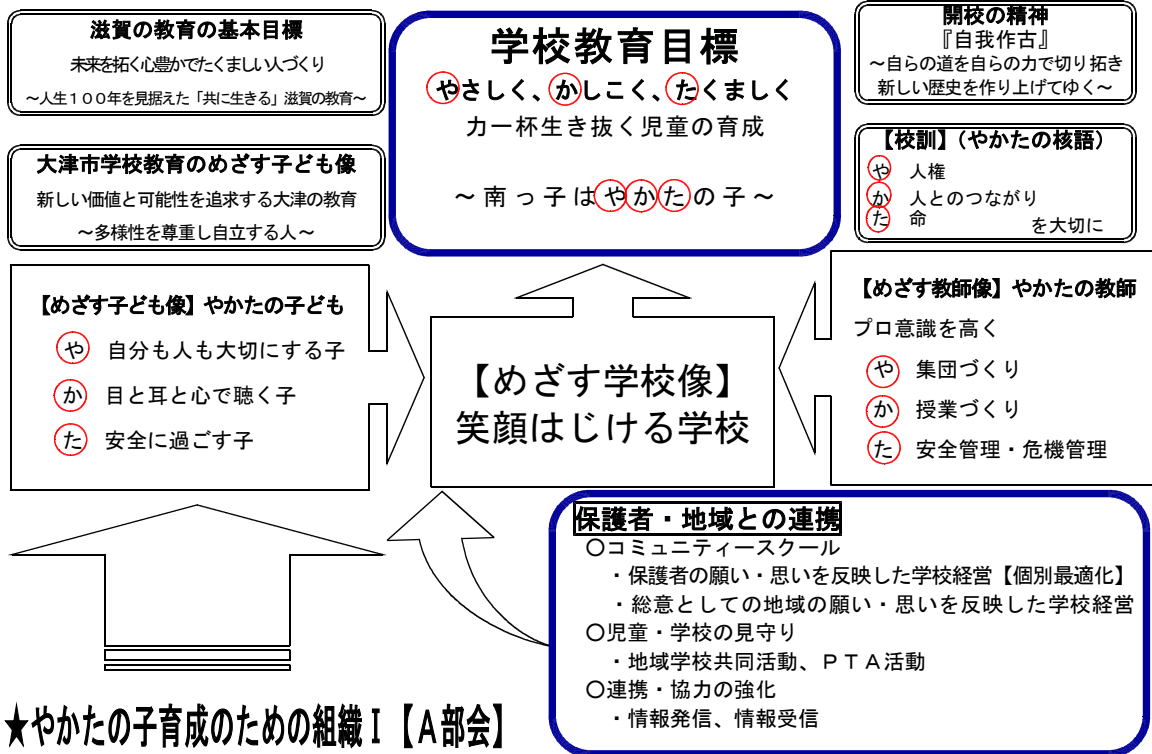 滋賀の教育の基本目標
未来を拓く心豊かでたくましい人づくり
～人生１００年を見据えた「共に生きる」滋賀の教育～
大津市学校教育のめざす子ども像
新しい価値と可能性を追求する大津の教育
～多様性を尊重し自立する人～
学校教育目標
やさしく、かしこく、たくましく
力一杯生き抜く児童の育成
～南っ子はやかたの子～
開校の精神
『自我作古』
～自らの道を自らの力で切り拓き
新しい歴史を作り上げてゆく～
【校訓】（やかたの核語）
や 人権
か 人とのつながり
た 命 を大切に
【めざす子ども像】やかたの子ども
や 自分も人も大切にする子
か 目と耳と心で聴く子
た 安全に過ごす子
【めざす学校像】
笑顔はじける学校
【めざす教師像】やかたの教師
プロ意識を高く
や 集団づくり
か 授業づくり
た 安全管理・危機管理
保護者・地域との連携
○コミュニティースクール
・保護者の願い・思いを反映した学校経営【個別最適化】
・総意としての地域の願い・思いを反映した学校経営
○児童・学校の見守り
・地域学校共同活動、ＰＴＡ活動
○連携・協力の強化
・情報発信、情報受信
★やかたの子育成のための組織Ⅰ【Ａ部会】